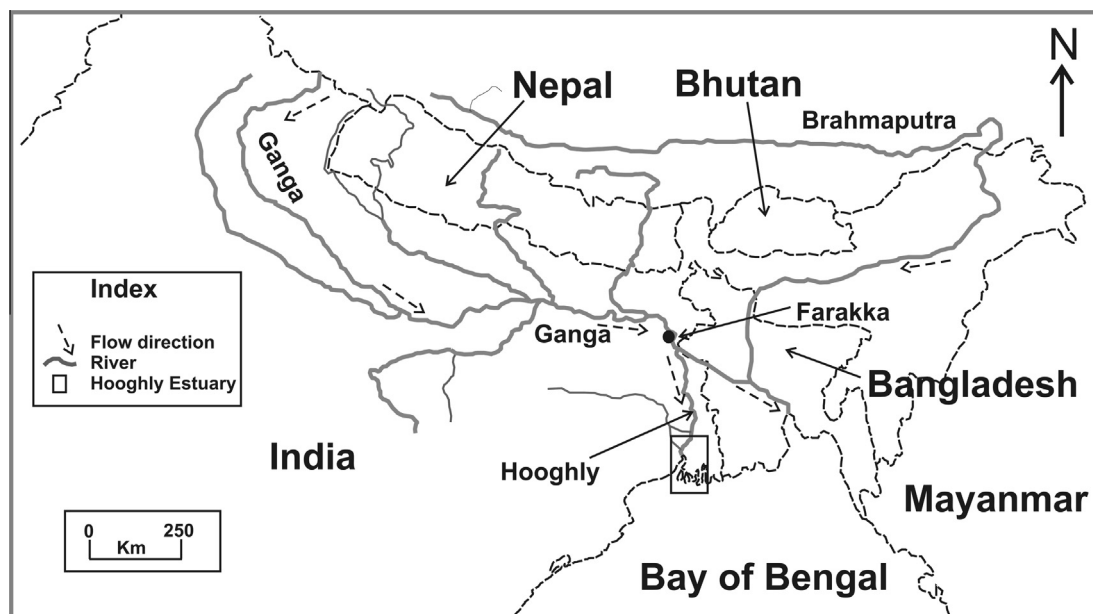 N
Nepal
Bhutan
Brahmaputra
Ganga
Index
Flow direction
River
Hooghly Estuary
Ganga
Farakka
Bangladesh
India
Hooghly
Mayanmar
0 250
Km
Bay of Bengal